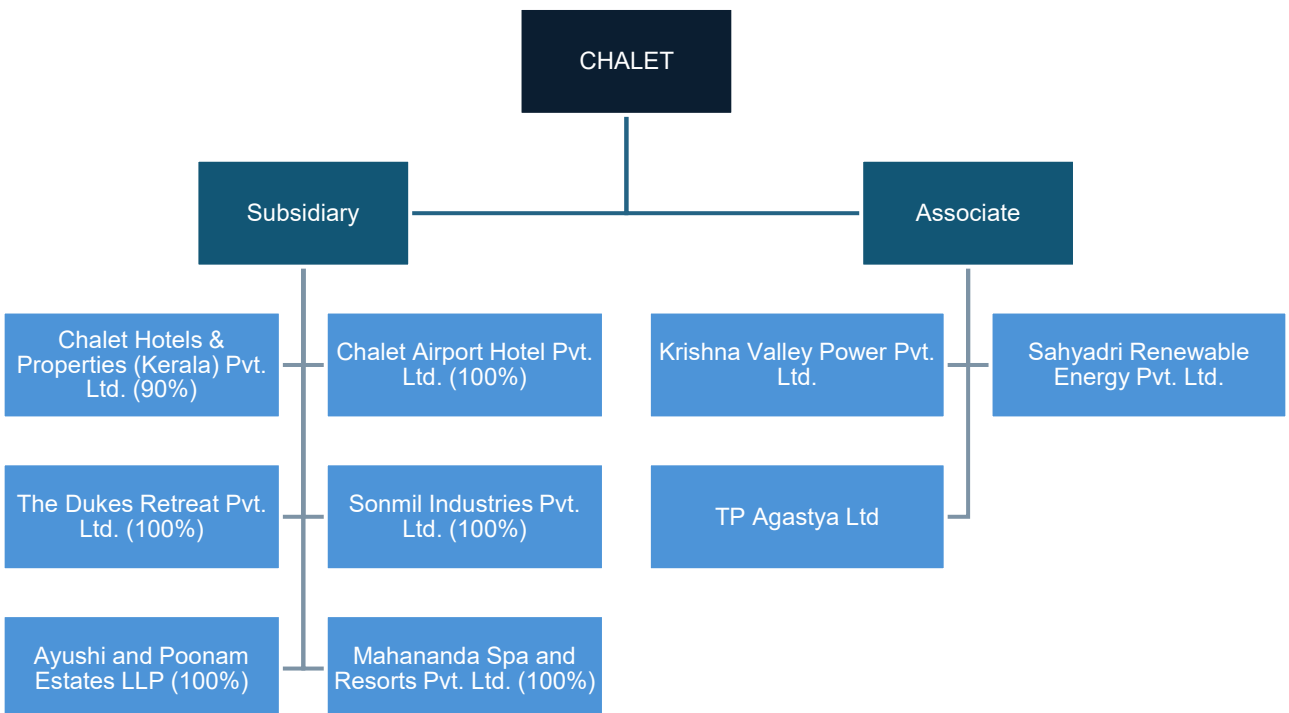 CHALET
Subsidiary
Associate
Chalet Hotels &
Properties (Kerala) Pvt.
Ltd. (90%)
Chalet Airport Hotel Pvt.
Ltd. (100%)
Krishna Valley Power Pvt.
Ltd.
Sahyadri Renewable
Energy Pvt. Ltd.
The Dukes Retreat Pvt.
Ltd. (100%)
Sonmil Industries Pvt.
Ltd. (100%)
TP Agastya Ltd
Ayushi and Poonam
Estates LLP (100%)
Mahananda Spa and
Resorts Pvt. Ltd. (100%)